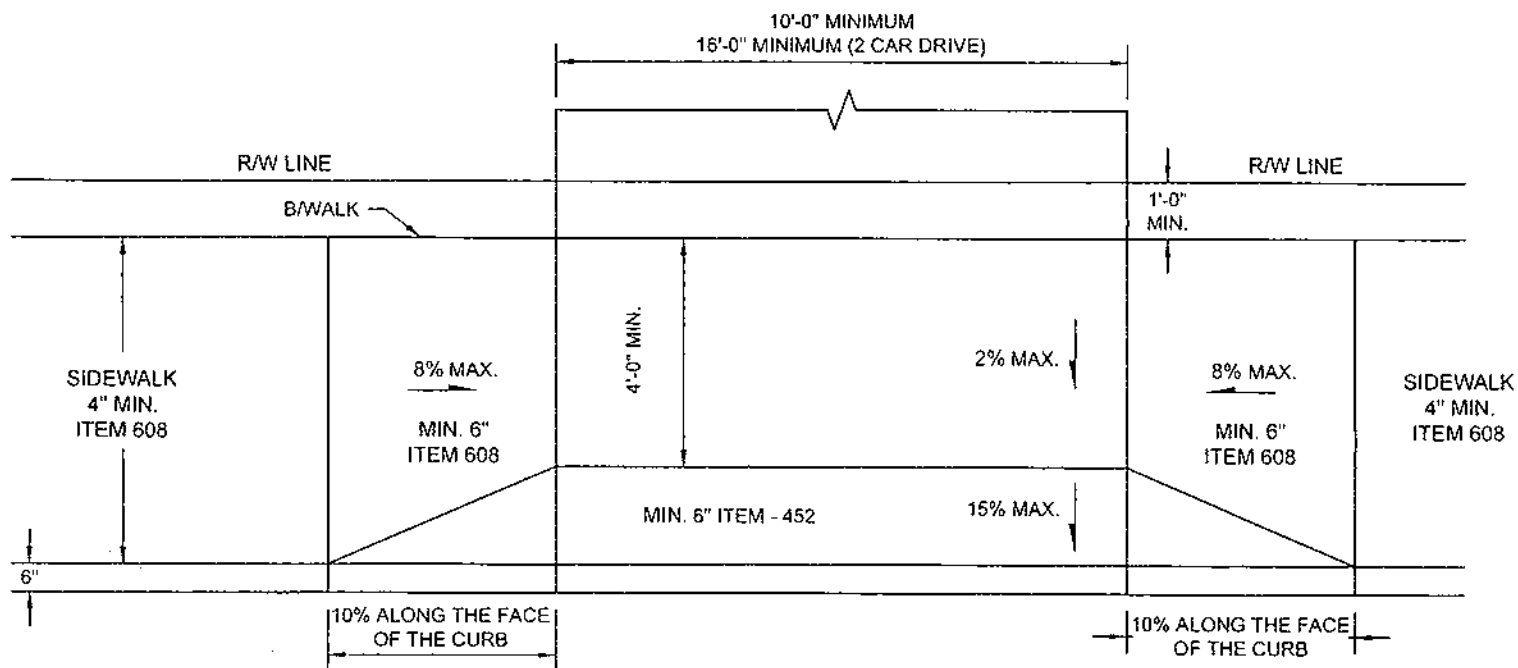 10'-0" MINIMUM
16'-0" MINIMUM (2 CAR DRIVE)
R/W LINE
R/W LINE
B/WALK
1'-0"
MIN.
SIDEWALK
4" MIN.
ITEM 608
8% MAX.
MIN. 6"
ITEM 608
4'-0" MIN.
2% MAX.
8% MAX.
MIN. 6"
ITEM 608
SIDEWALK
4" MIN.
ITEM 608
MIN. 6" ITEM - 452
15% MAX.
6"
10% ALONG THE FACE
OF THE CURB
10% ALONG THE FACE
OF THE CURB